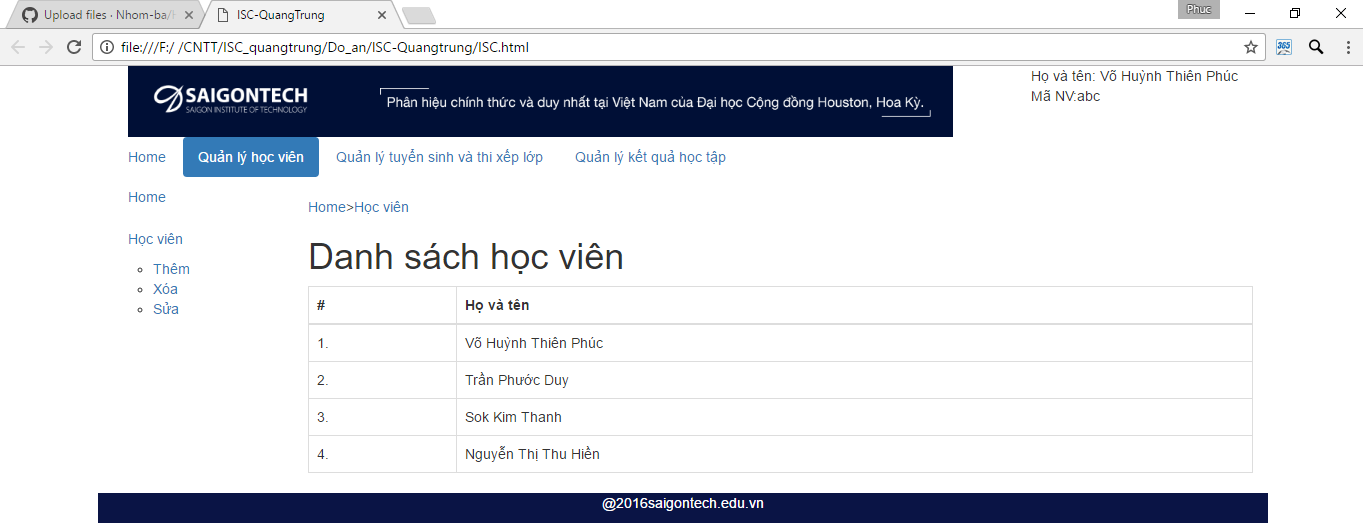 Upload files · Nhom-ba/
ISC-QuangTrung
Phuc
file:///F:/ /CNTT/ISC_quangtrung/Do_an/ISC-Quangtrung/ISC.html
365
SAIGONTECH
SAIGON INSTITUTE OF TECHNOLOGY
Phân hiệu chính thức và duy nhất tại Việt Nam của Đại học Cộng đồng Houston, Hoa Kỳ.
Họ và tên: Võ Huỳnh Thiên Phúc
Mã NV:abc
Home Quản lý học viên Quản lý tuyển sinh và thi xếp lớp Quản lý kết quả học tập
Home
Học viên
Thêm
Xóa
Sửa
Home>Học viên
Danh sách học viên
# Họ và tên
1. Võ Huỳnh Thiên Phúc
2. Trần Phước Duy
3. Sok Kim Thanh
4. Nguyễn Thị Thu Hiền
@2016saigontech.edu.vn